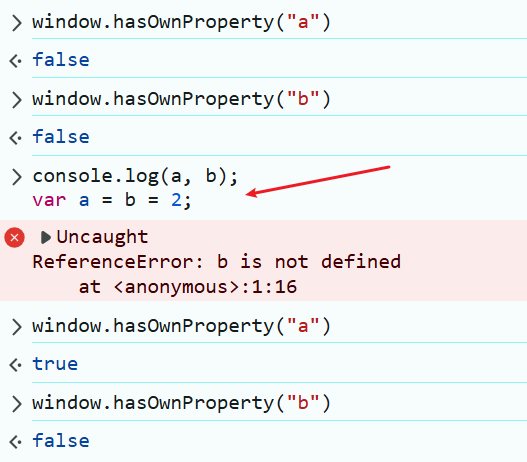 window.hasOwnProperty("a")
false
window.hasOwnProperty("b")
false
console.log(a, b);
var a = b = 2;
Uncaught
ReferenceError: b is not defined
at <anonymous>:1:16
window.hasOwnProperty("a")
true
window.hasOwnProperty("b")
false